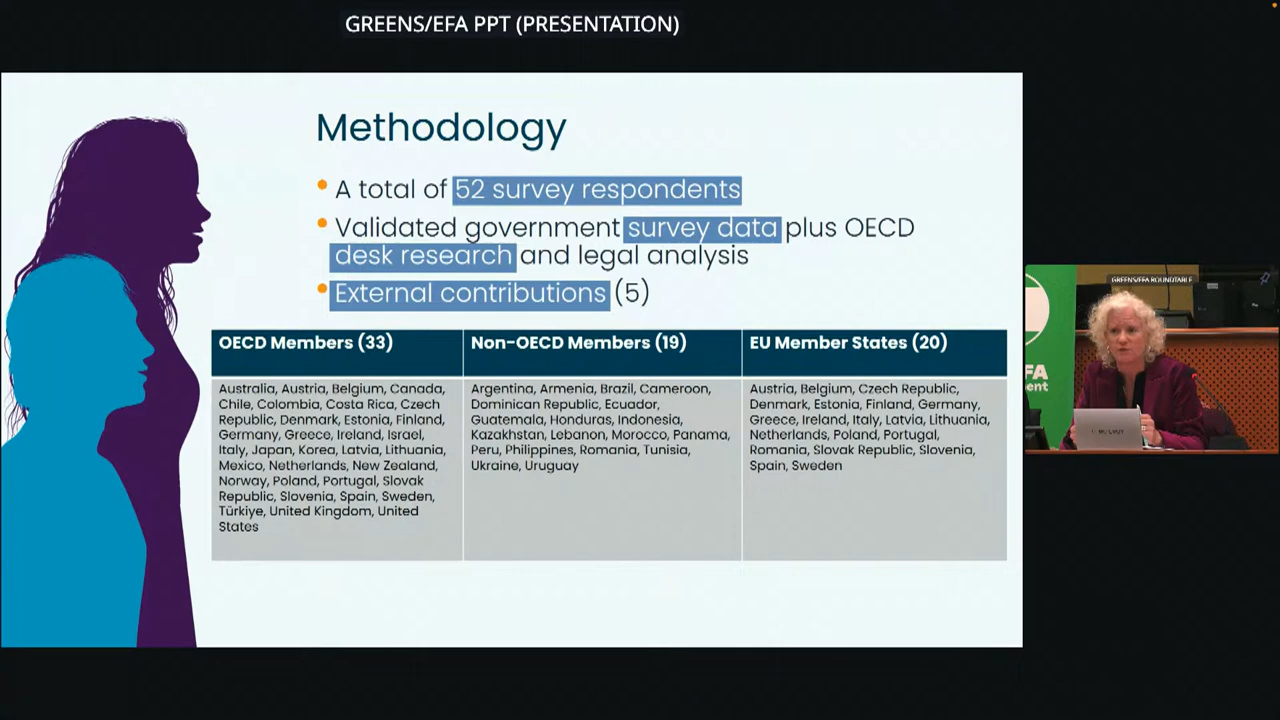 GREENS/EFA PPT (PRESENTATION)
Methodology
• A total of 52 survey respondents
• Validated government survey data plus OECD
desk research and legal analysis
• External contributions (5)
OECD Members (33)
Australia, Austria, Belgium, Canada,
Chile, Colombia, Costa Rica, Czech
Republic, Denmark, Estonia, Finland,
Germany, Greece, Ireland, Israel,
Italy, Japan, Korea, Latvia, Lithuania,
Mexico, Netherlands, New Zealand,
Norway, Poland, Portugal, Slovak
Republic, Slovenia, Spain, Sweden,
Türkiye, United Kingdom, United
States
Non-OECD Members (19)
Argentina, Armenia, Brazil, Cameroon,
Dominican Republic, Ecuador,
Guatemala, Honduras, Indonesia,
Kazakhstan, Lebanon, Morocco, Panama,
Peru, Philippines, Romania, Tunisia,
Ukraine, Uruguay
EU Member States (20)
Austria, Belgium, Czech Republic,
Denmark, Estonia, Finland, Germany,
Greece, Ireland, Italy, Latvia, Lithuania,
Netherlands, Poland, Portugal,
Romania, Slovak Republic, Slovenia,
Spain, Sweden
GREENS/EFA ROUNDTABLE